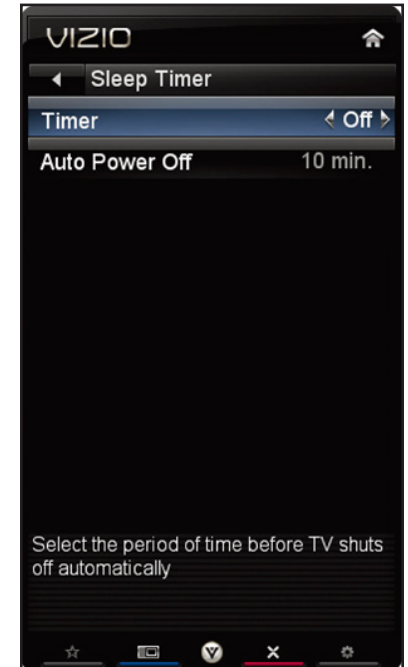 VIZIO
Sleep Timer
Timer Off
Auto Power Off 10 min.
Select the period of time before TV shuts
off automatically
V